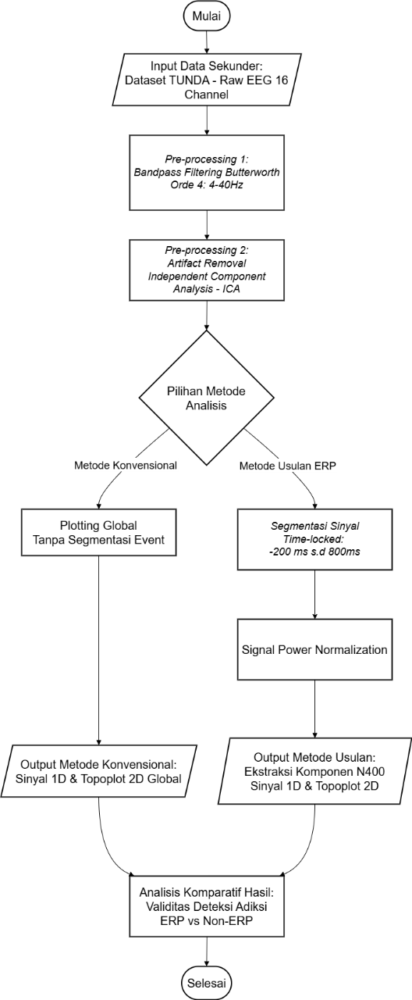 Mulai
Input Data Sekunder:
Dataset TUNDA - Raw EEG 16
Channel
Pre-processing 1:
Bandpass Filtering Butterworth
Orde 4: 4-40Hz
Pre-processing 2:
Artifact Removal
Independent Component
Analysis - ICA
Pilihan Metode
Analisis
Metode Konvensional
Metode Usulan ERP
Plotting Global
Tanpa Segmentasi Event
Segmentasi Sinyal
Time-locked:
-200 ms s.d 800ms
Signal Power Normalization
Output Metode Konvensional:
Sinyal 1D & Topoplot 2D Global
Output Metode Usulan:
Ekstraksi Komponen N400
Sinyal 1D & Topoplot 2D
Analisis Komparatif Hasil:
Validitas Deteksi Adiksi
ERP vs Non-ERP
Selesai